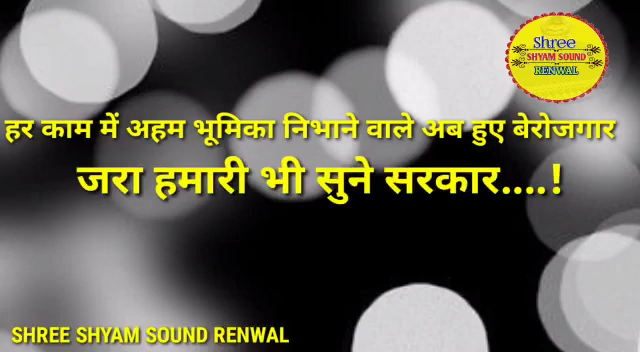 Shree
SHYAM SOUND
RENWAL
हर काम में अहम भूमिका निभाने वाले अब हुए बेरोजगार
जरा हमारी भी सुने सरकार....!
SHREE SHYAM SOUND RENWAL